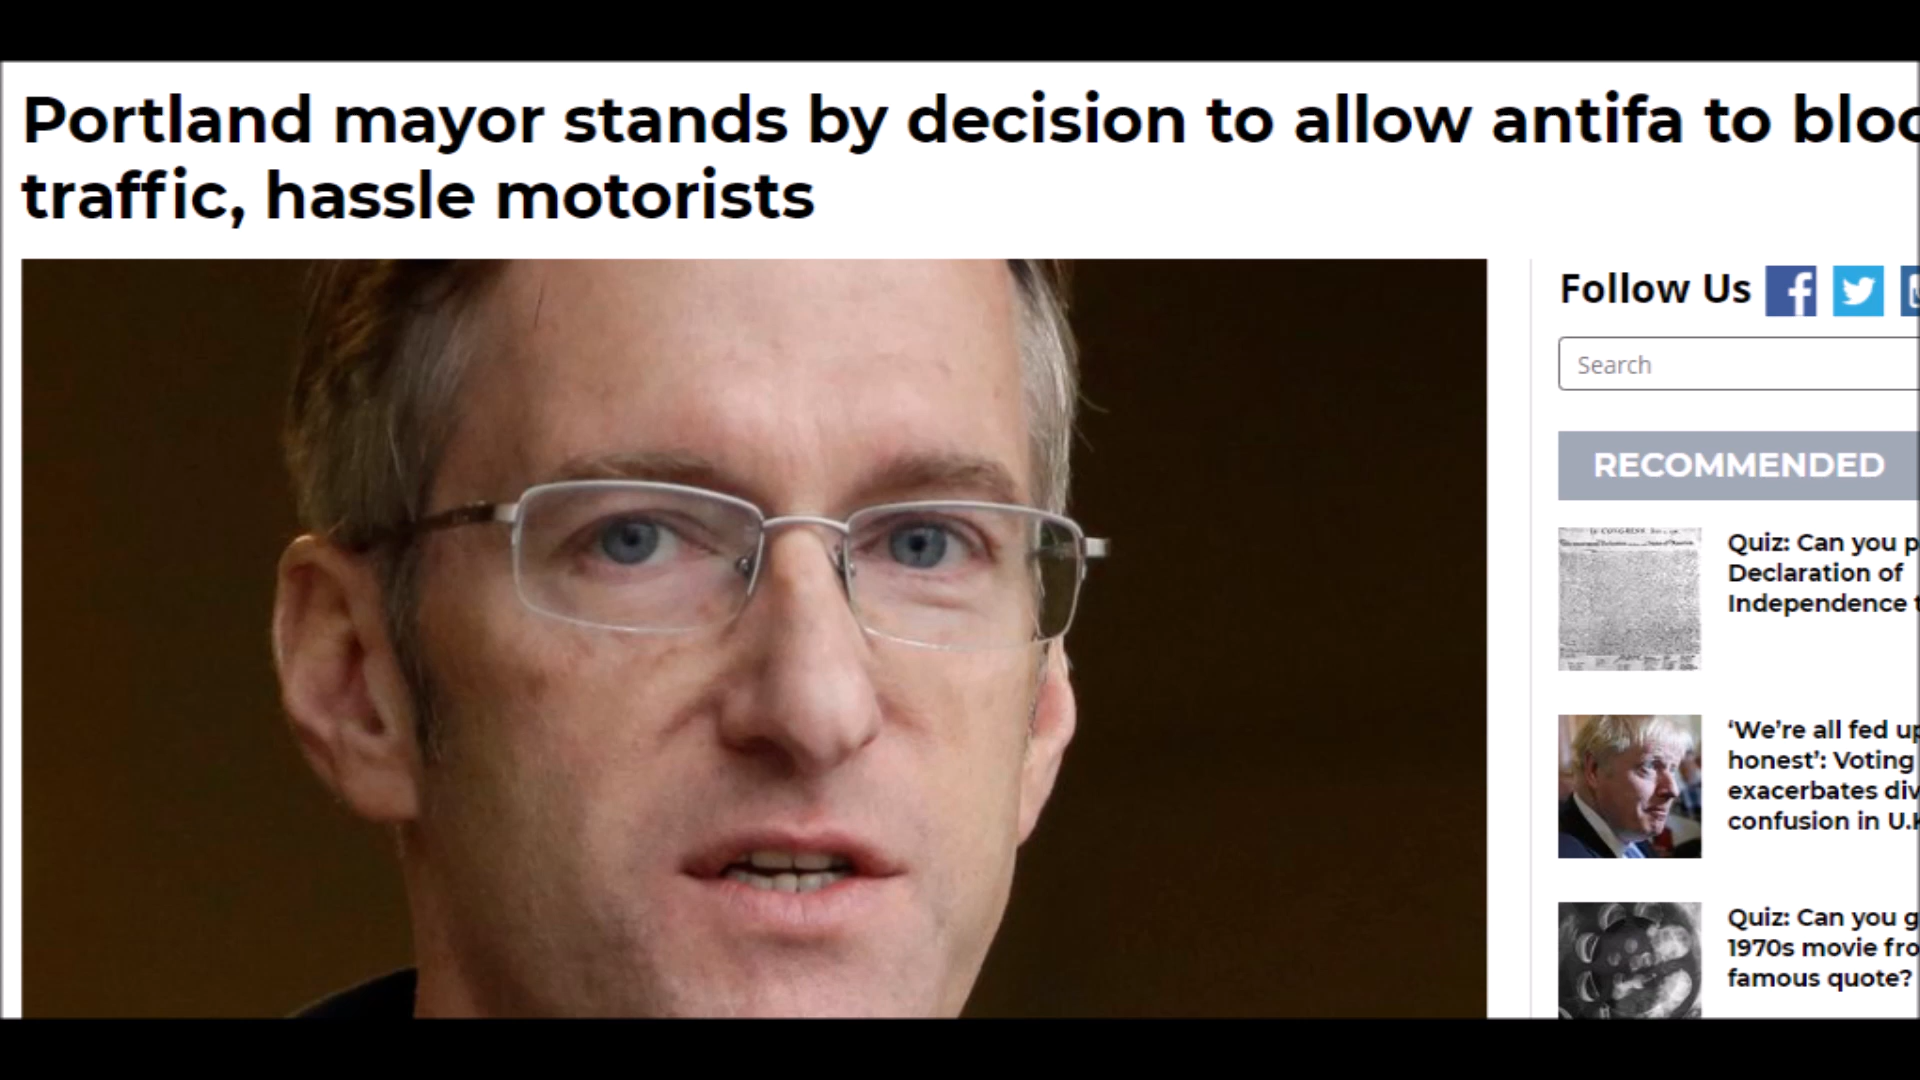 Portland mayor stands by decision to allow antifa to
traffic, hassle motorists
Follow Us
Search
RECOMMENDED
Quiz: Can you
Declaration of
Independence
'We're all fed
honest': Voting
exacerbates
confusion in
Quiz: Can you
1970s movie
famous quote?